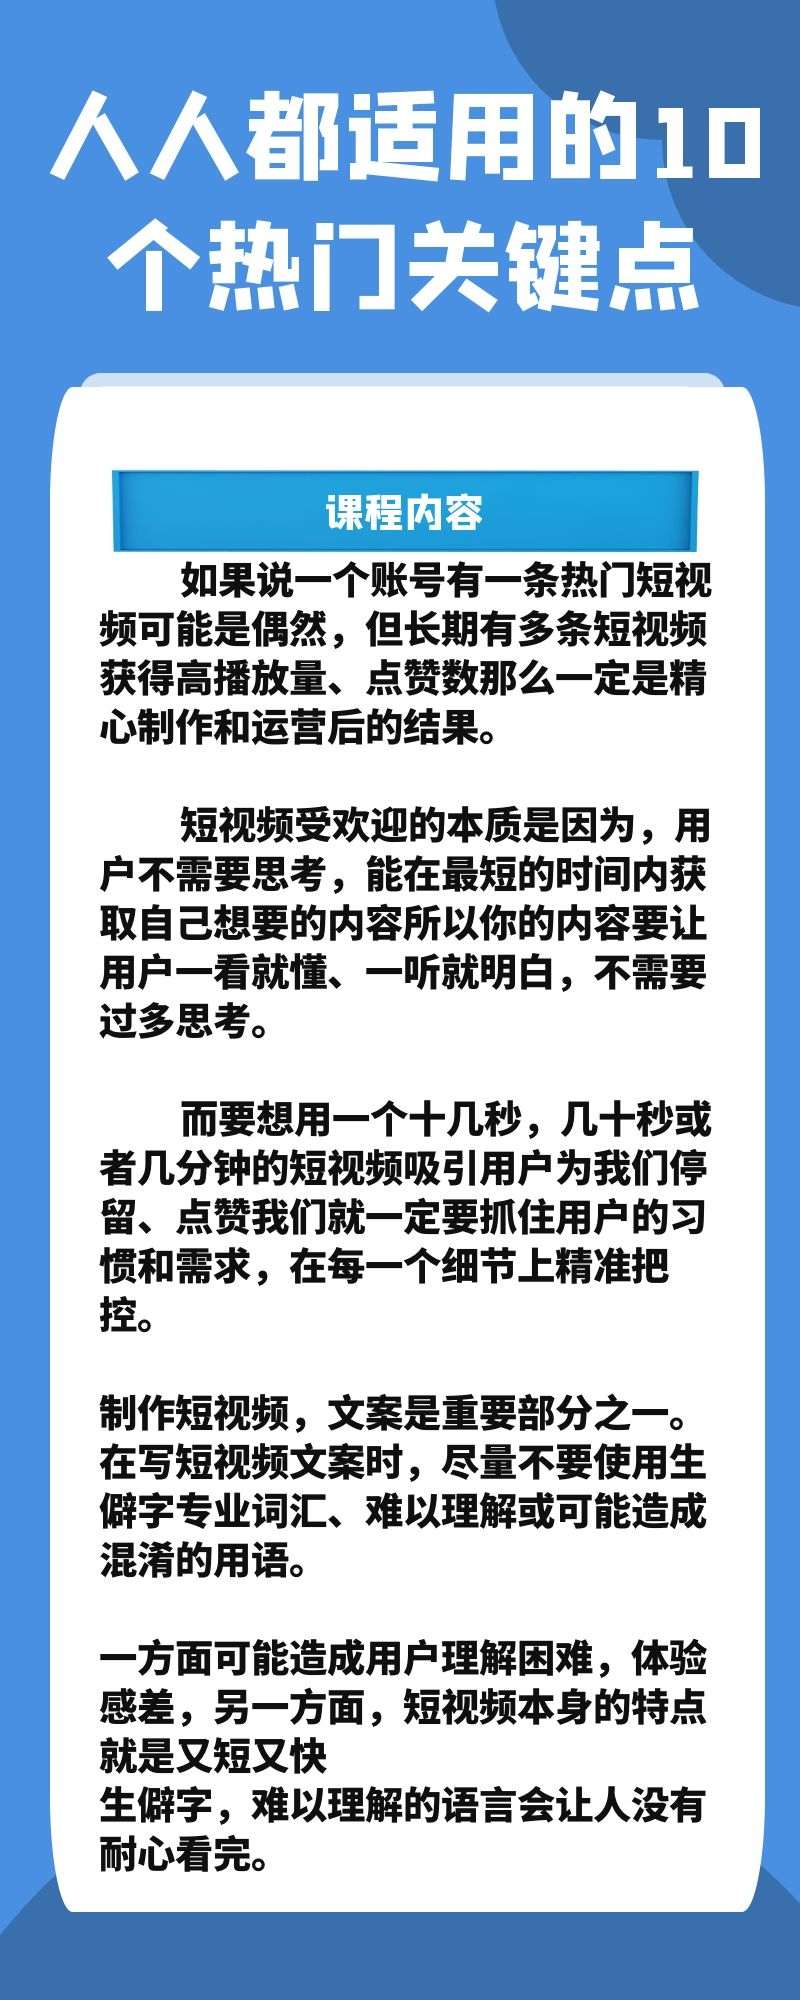 人人都适用的10
个热门关键点
课程内容
如果说一个账号有一条热门短视
频可能是偶然，但长期有多条短视频
获得高播放量、点赞数那么一定是精
心制作和运营后的结果。
短视频受欢迎的本质是因为，用
户不需要思考，能在最短的时间内获
取自己想要的内容所以你的内容要让
用户一看就懂、一听就明白，不需要
过多思考。
而要想用一个十几秒，几十秒或
者几分钟的短视频吸引用户为我们停
留、点赞我们就一定要抓住用户的习
惯和需求，在每一个细节上精准把
控。
制作短视频，文案是重要部分之一。
在写短视频文案时，尽量不要使用生
僻字专业词汇、难以理解或可能造成
混淆的用语。
一方面可能造成用户理解困难，体验
感差，另一方面，短视频本身的特点
就是又短又快
生僻字，难以理解的语言会让人没有
耐心看完。